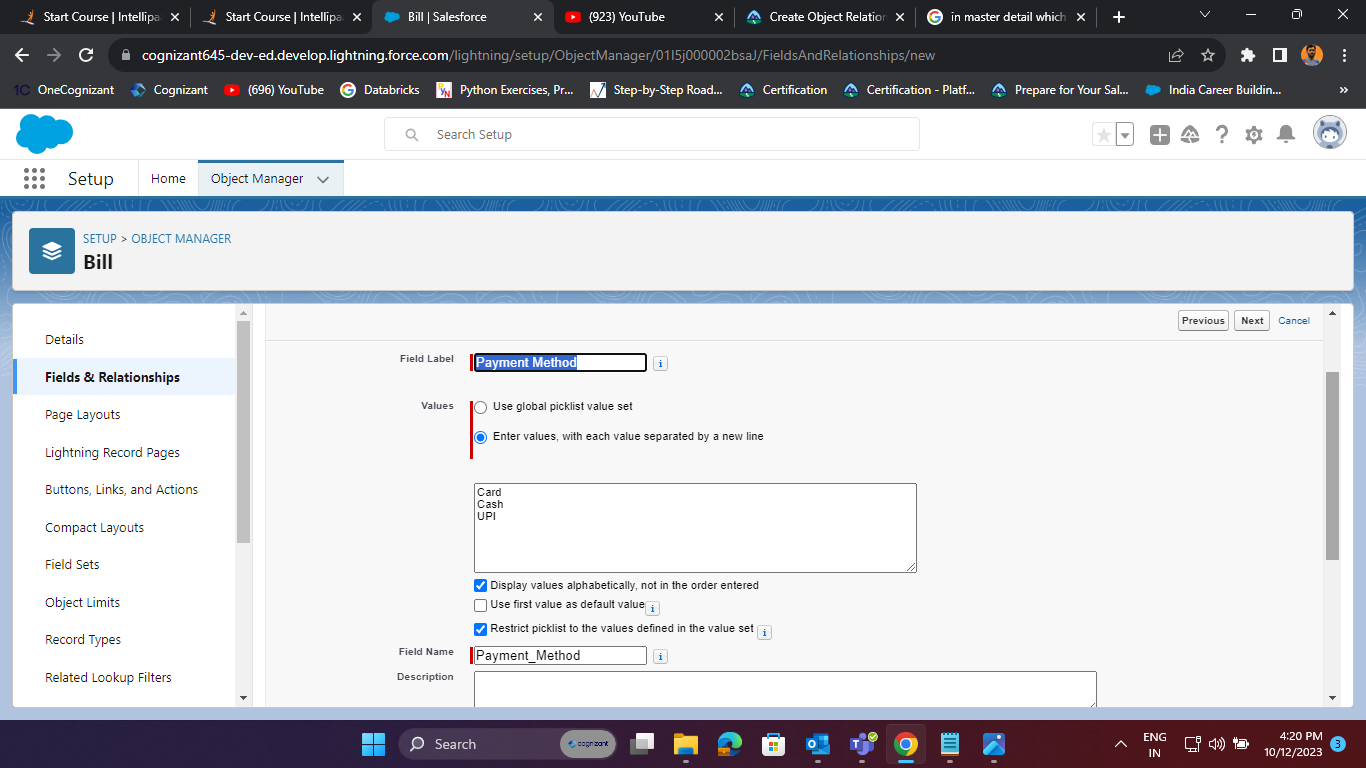 Start Course | Intellipa
Start Course | Intellipa
Bill | Salesforce
(923) YouTube
Create Object Relation
in master detail which
cognizant645-dev-ed.develop.lightning.force.com/lightning/setup/ObjectManager/01I5j000002bsaJ/FieldsAndRelationships/new
1C OneCognizant
Cognizant
(696) YouTube
Databricks
Python Exercises, Pr...
Step-by-Step Road...
Certification
Certification - Platf...
Prepare for Your Sal...
India Career Buildin...
»
Search Setup
Setup
Home
Object Manager
SETUP > OBJECT MANAGER
Bill
Details
Fields & Relationships
Page Layouts
Lightning Record Pages
Buttons, Links, and Actions
Compact Layouts
Field Sets
Object Limits
Record Types
Related Lookup Filters
Previous
Next
Cancel
Field Label
Payment Method
i
Values
Use global picklist value set
Enter values, with each value separated by a new line
Card
Cash
UPI
Display values alphabetically, not in the order entered
Use first value as default value
i
Restrict picklist to the values defined in the value set
i
Field Name
Payment_Method
i
Description
Search
cognizant
ENG
IN
4:20 PM
10/12/2023
3